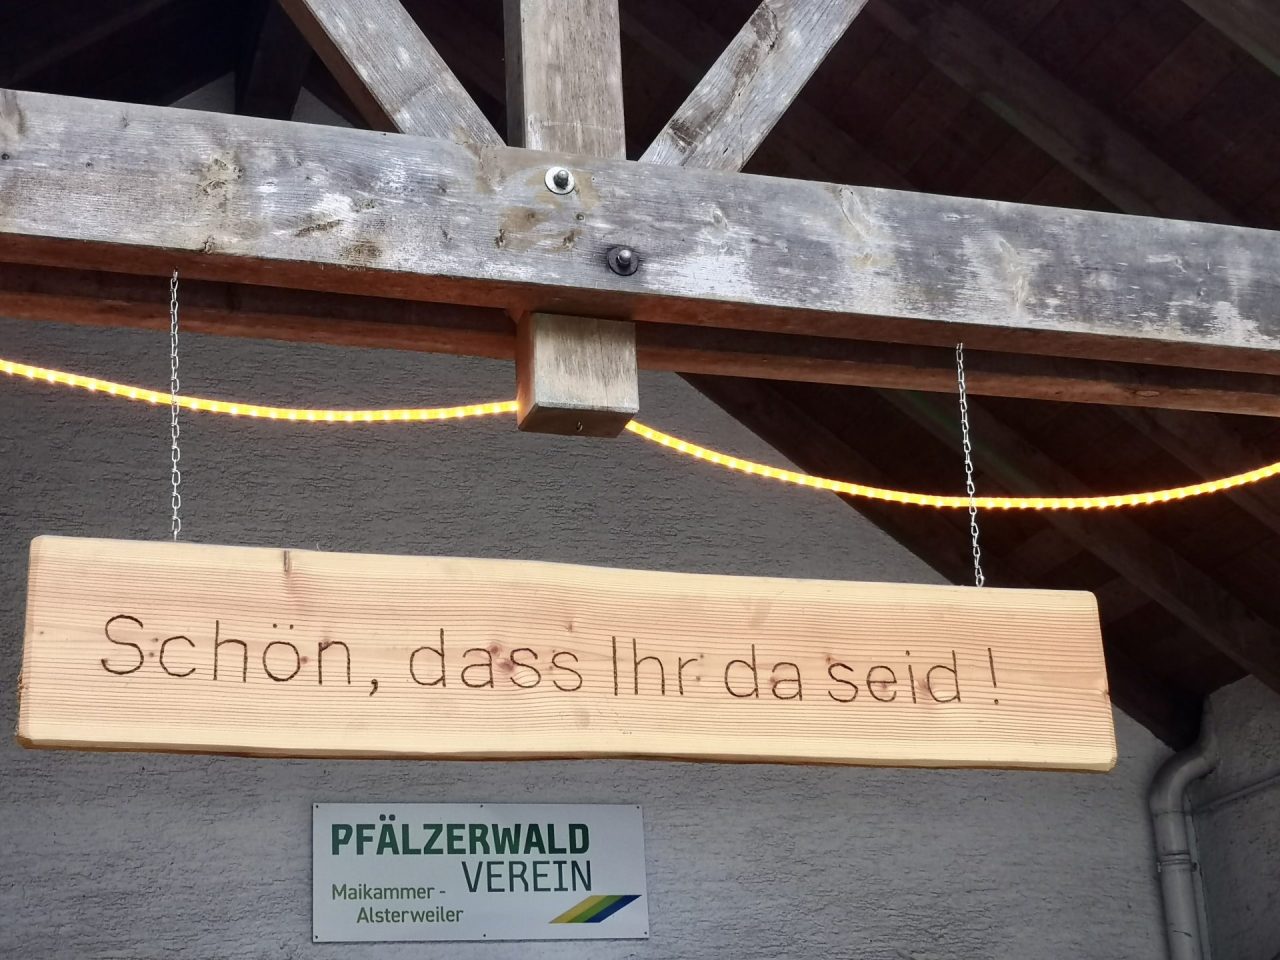 Schön, dass Ihr da seid!
PFÄLZERWALD
VEREIN
Maikammer-
Alsterweiler